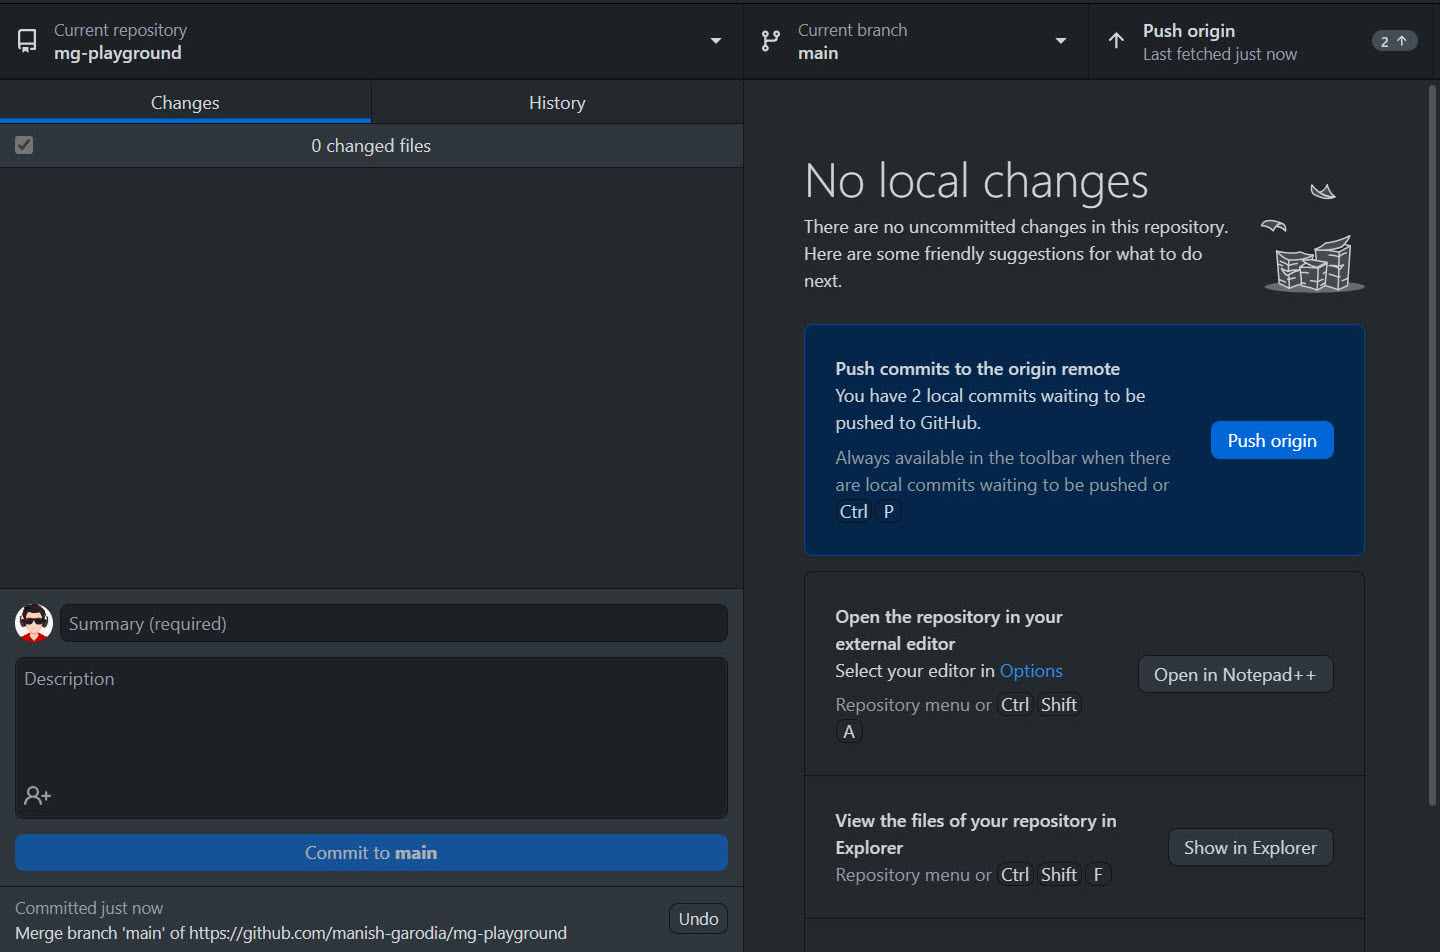 Current repository
mg-playground
Current branch
main
Push origin
Last fetched just now
2
Changes
History
0 changed files
No local changes
There are no uncommitted changes in this repository.
Here are some friendly suggestions for what to do
next.
Push commits to the origin remote
You have 2 local commits waiting to be
pushed to GitHub.
Always available in the toolbar when there
are local commits waiting to be pushed or
Ctrl P
Push origin
Open the repository in your
external editor
Select your editor in Options
Repository menu or Ctrl Shift
A
Open in Notepad++
View the files of your repository in
Explorer
Repository menu or Ctrl Shift F
Show in Explorer
Summary (required)
Description
Commit to main
Committed just now
Merge branch 'main' of https://github.com/manish-garodia/mg-playground
Undo